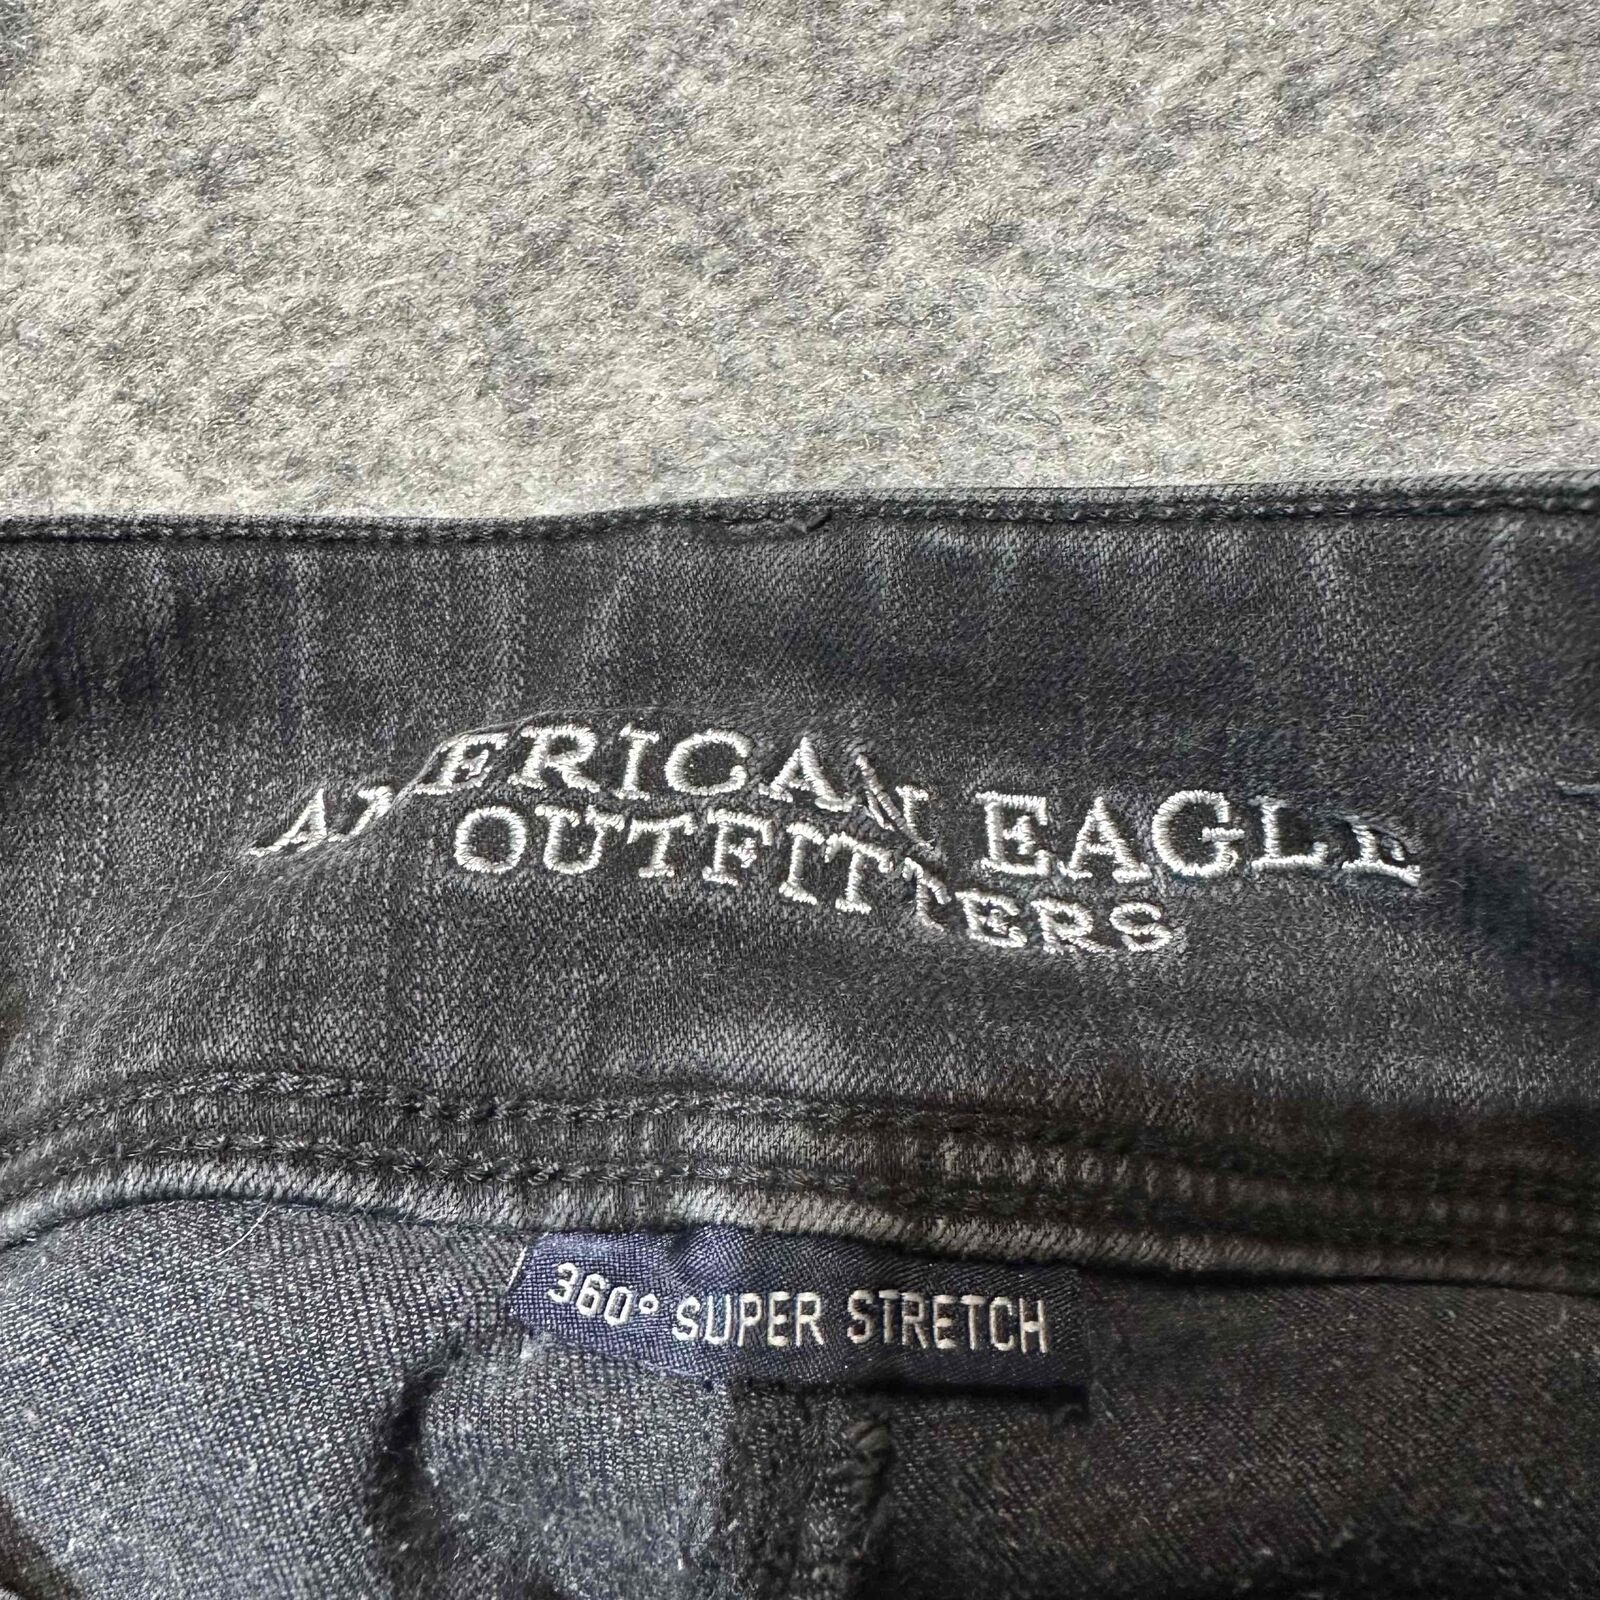 AMERICAN EAGLE
OUTFITTERS
360° SUPER STRETCH